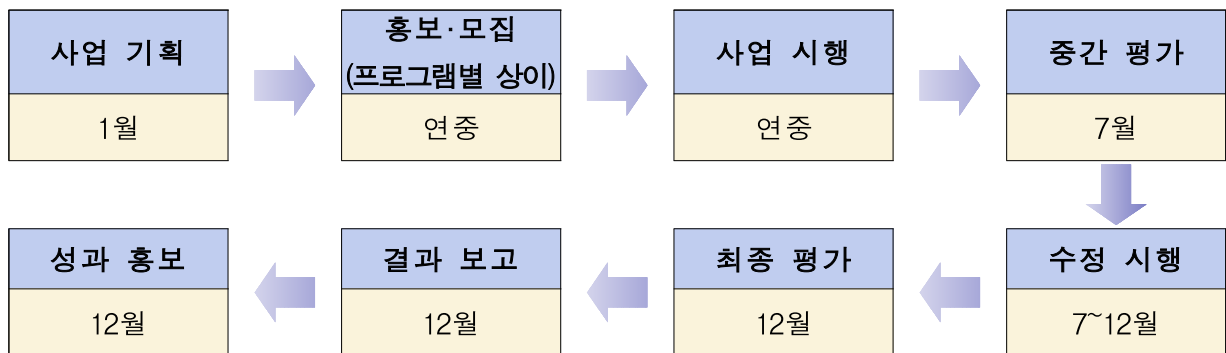 사업 기획
1월
홍보·모집
(프로그램별 상이)
연중
사업 시행
연중
중간 평가
7월
수정 시행
7~12월
최종 평가
12월
결과 보고
12월
성과 홍보
12월